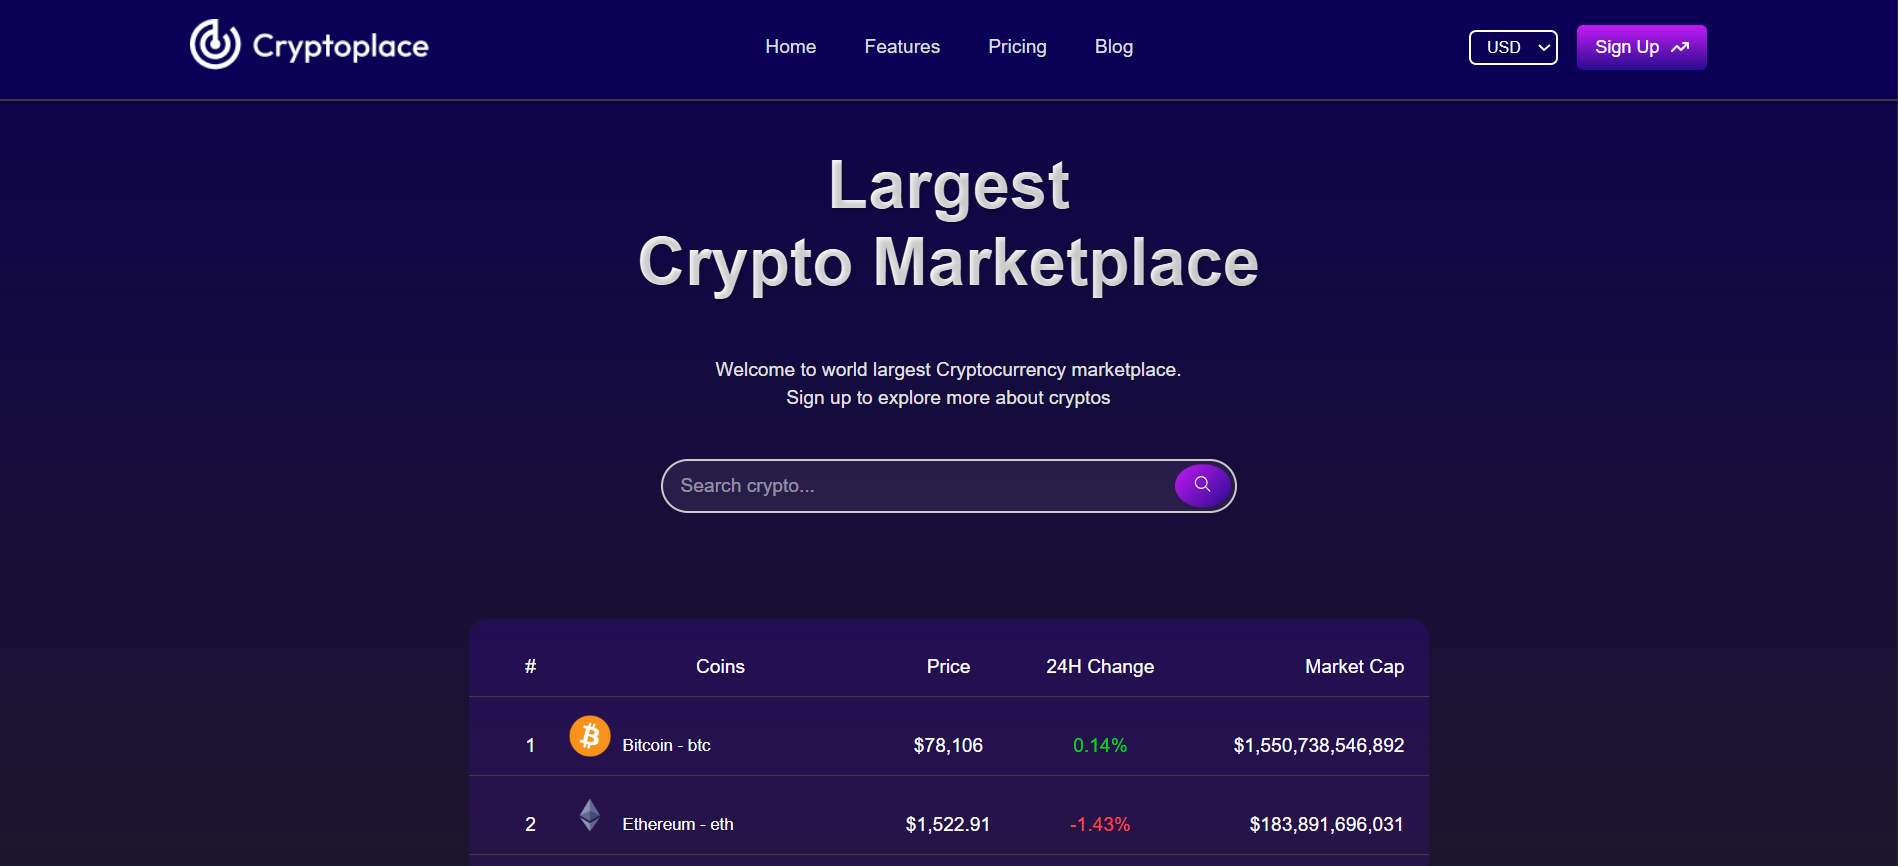 Cryptoplace
Home Features Pricing Blog
USD
Sign Up
Largest
Crypto Marketplace
Welcome to world largest Cryptocurrency marketplace.
Sign up to explore more about cryptos
Search crypto...
# Coins Price 24H Change Market Cap
1 Bitcoin - btc $78,106 0.14% $1,550,738,546,892
2 Ethereum - eth $1,522.91 -1.43% $183,891,696,031